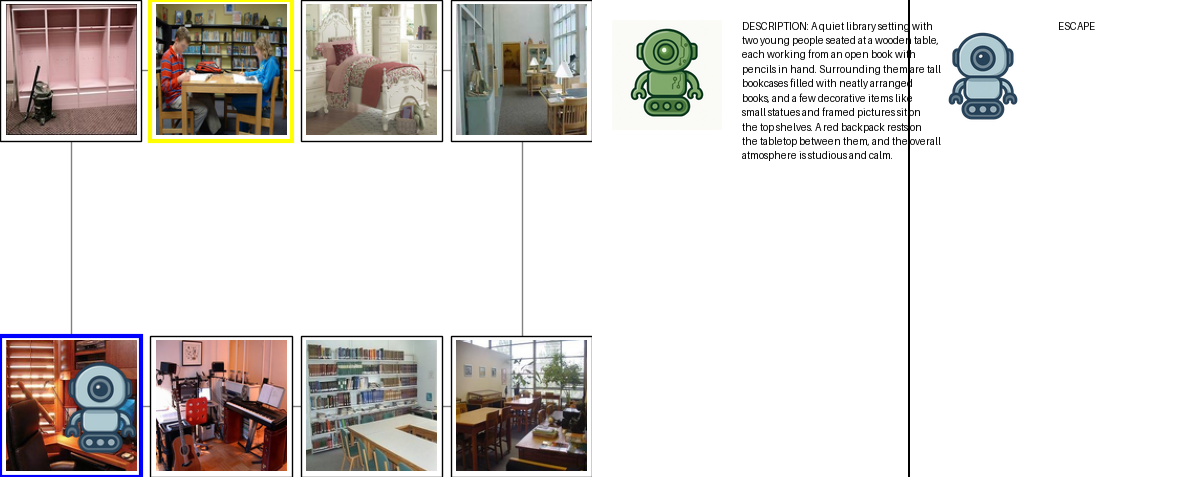 DESCRIPTION: A quiet library setting with
two young people seated at a wooden table,
each working from an open book with
pencils in hand. Surrounding them are tall
bookcases filled with neatly arranged
books, and a few decorative items like
small statues and framed pictures sit on
the top shelves. A red backpack rests on
the tabletop between them, and the overall
atmosphere is studious and calm.
ESCAPE